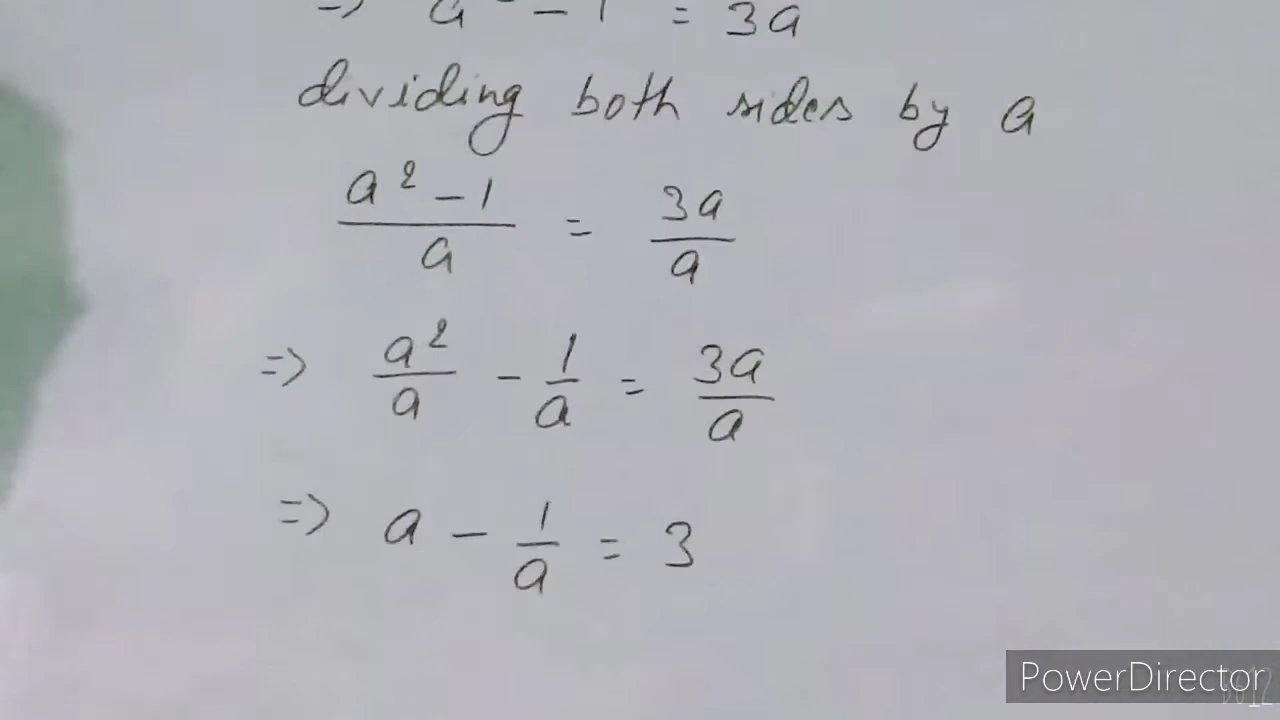 => a² - 1 = 3a
dividing both sides by a
a² - 1 / a = 3a / a
=> a² / a - 1 / a = 3a / a
=> a - 1 / a = 3
PowerDirector